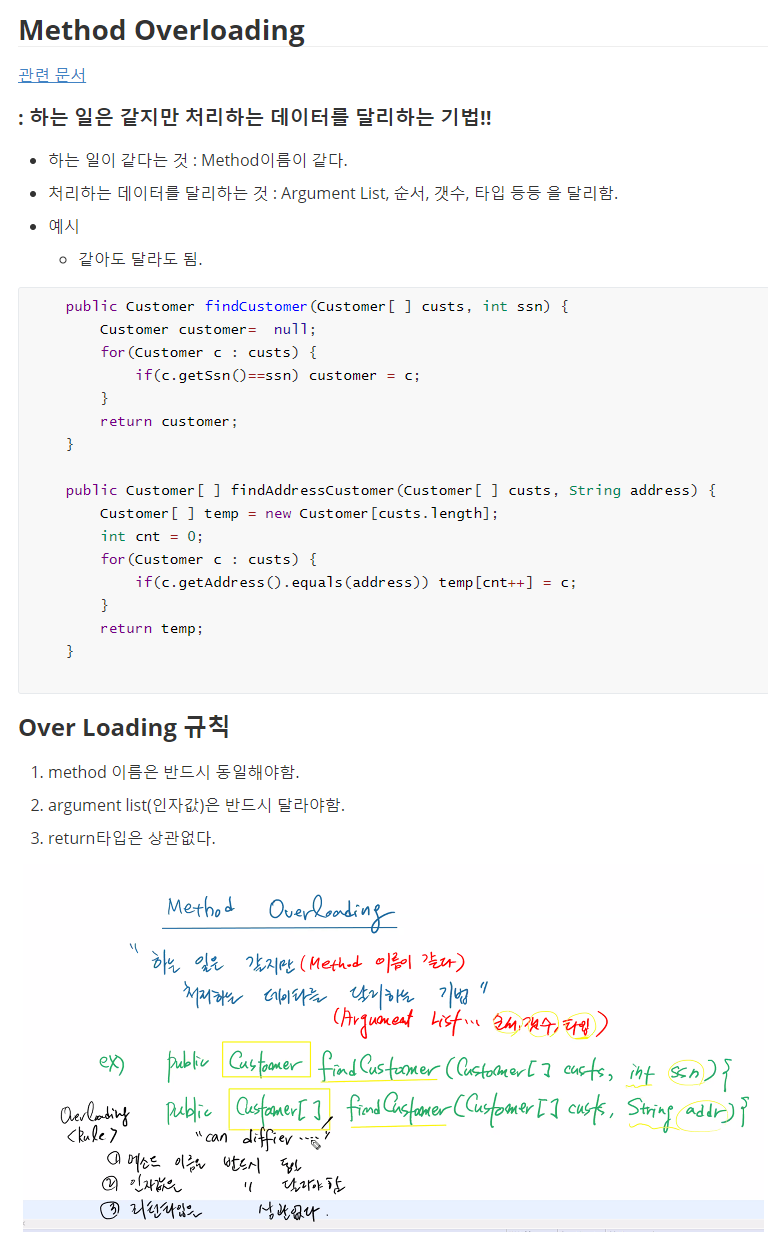 Method Overloading
관련 문서
: 하는 일은 같지만 처리하는 데이터를 달리하는 기법!!
• 하는 일이 같다는 것 : Method이름이 같다.
• 처리하는 데이터를 달리하는 것 : Argument List, 순서, 갯수, 타입 등등 을 달리함.
• 예시
◦ 같아도 달라도 됨.
public Customer findCustomer(Customer[ ] custs, int ssn) {
Customer customer=  null;
for(Customer c : custs) {
if(c.getSsn()==ssn) customer = c;
}
return customer;
}
public Customer[ ] findAddressCustomer(Customer[ ] custs, String address) {
Customer[ ] temp = new Customer[custs.length];
int cnt = 0;
for(Customer c : custs) {
if(c.getAddress().equals(address)) temp[cnt++] = c;
}
return temp;
}
Over Loading 규칙
1. method 이름은 반드시 동일해야함.
2. argument list(인자값)은 반드시 달라야함.
3. return타입은 상관없다.
Method Overloading
"하는 일은 같지만 (Method 이름이 같다)
처리하는 데이터를 달리하는 기법"
(Argument List... 순서, 갯수, 타입)
ex) public Customer findCustomer (Customer[] custs, int ssn) {
public Customer[] findCustomer (Customer[] custs, String addr) {
Overloading
<Rule>
"can differ ...."
① 메소드 이름은 반드시 동일
② 인자값은 " 달라야함
③ 리턴타입은 상관없다.